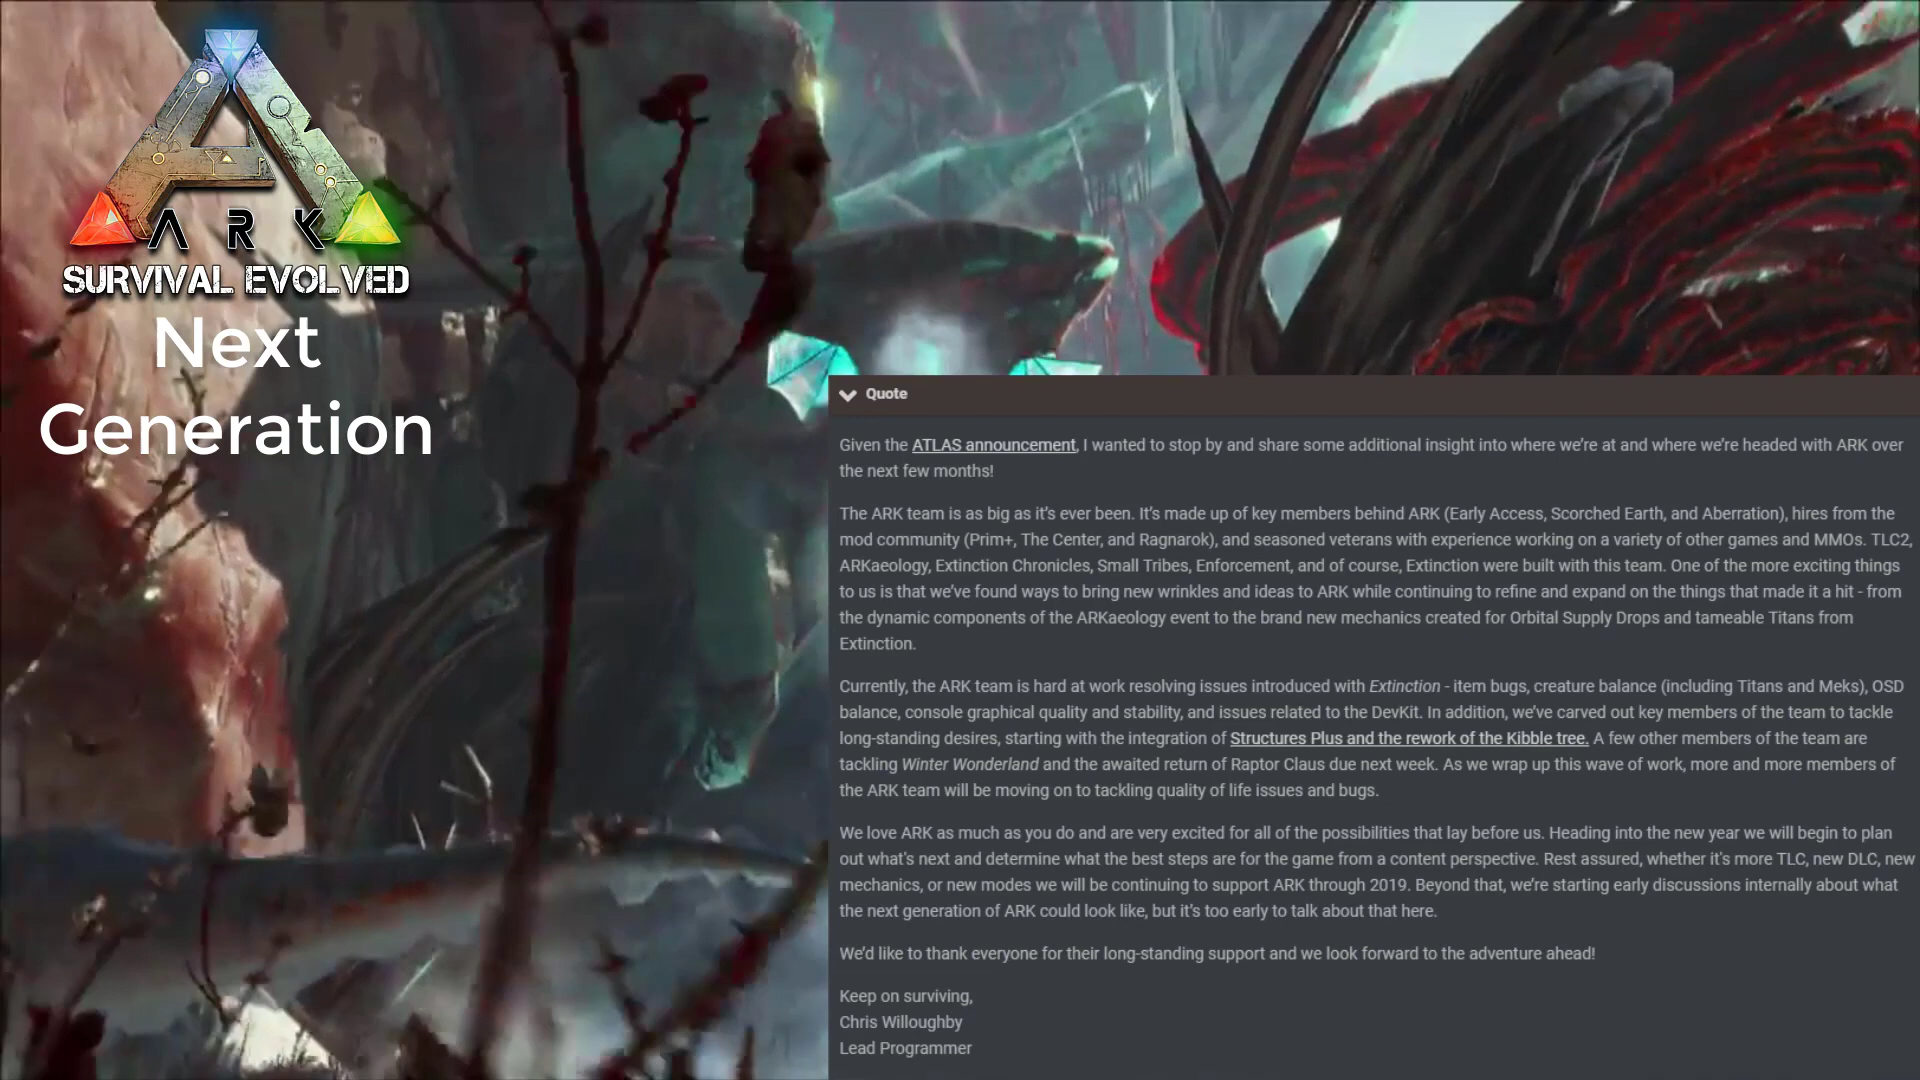 ARK
SURVIVAL EVOLVED
Next
Generation
Quote
Given the ATLAS announcement, I wanted to stop by and share some additional insight into where we're at and where we're headed with ARK over
the next few months!
The ARK team is as big as it's ever been. It's made up of key members behind ARK (Early Access, Scorched Earth, and Aberration), hires from the
mod community (Prim+, The Center, and Ragnarok), and seasoned veterans with experience working on a variety of other games and MMOs. TLC2,
ARKaeology, Extinction Chronicles, Small Tribes, Enforcement, and of course, Extinction were built with this team. One of the more exciting things
to us is that we've found ways to bring new wrinkles and ideas to ARK while continuing to refine and expand on the things that made it a hit - from
the dynamic components of the ARKaeology event to the brand new mechanics created for Orbital Supply Drops and tameable Titans from
Extinction.
Currently, the ARK team is hard at work resolving issues introduced with Extinction - item bugs, creature balance (including Titans and Meks), OSD
balance, console graphical quality and stability, and issues related to the DevKit. In addition, we've carved out key members of the team to tackle
long-standing desires, starting with the integration of Structures Plus and the rework of the Kibble tree. A few other members of the team are
tackling Winter Wonderland and the awaited return of Raptor Claus due next week. As we wrap up this wave of work, more and more members of
the ARK team will be moving on to tackling quality of life issues and bugs.
We love ARK as much as you do and are very excited for all of the possibilities that lay before us. Heading into the new year we will begin to plan
out what's next and determine what the best steps are for the game from a content perspective. Rest assured, whether it's more TLC, new DLC, new
mechanics, or new modes we will be continuing to support ARK through 2019. Beyond that, we're starting early discussions internally about what
the next generation of ARK could look like, but it's too early to talk about that here.
We'd like to thank everyone for their long-standing support and we look forward to the adventure ahead!
Keep on surviving,
Chris Willoughby
Lead Programmer